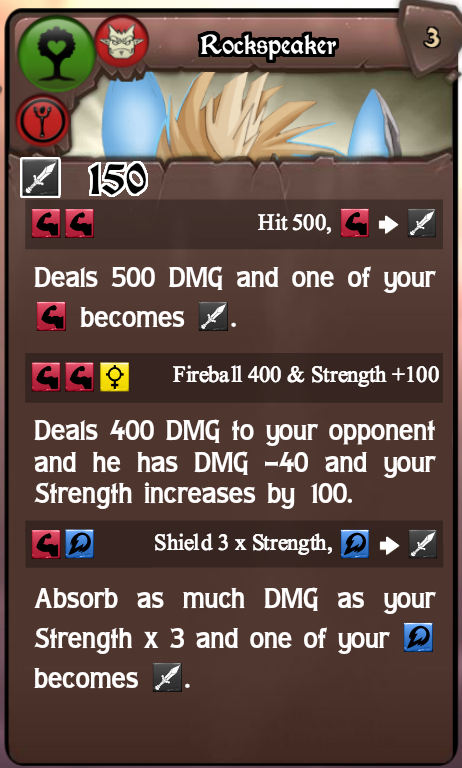 Rockspeaker
3
150
Hit 500,
Deals 500 DMG and one of your
becomes .
Fireball 400 & Strength +100
Deals 400 DMG to your opponent
and he has DMG -40 and your
Strength increases by 100.
Shield 3 x Strength,
Absorb as much DMG as your
Strength x 3 and one of your
becomes .